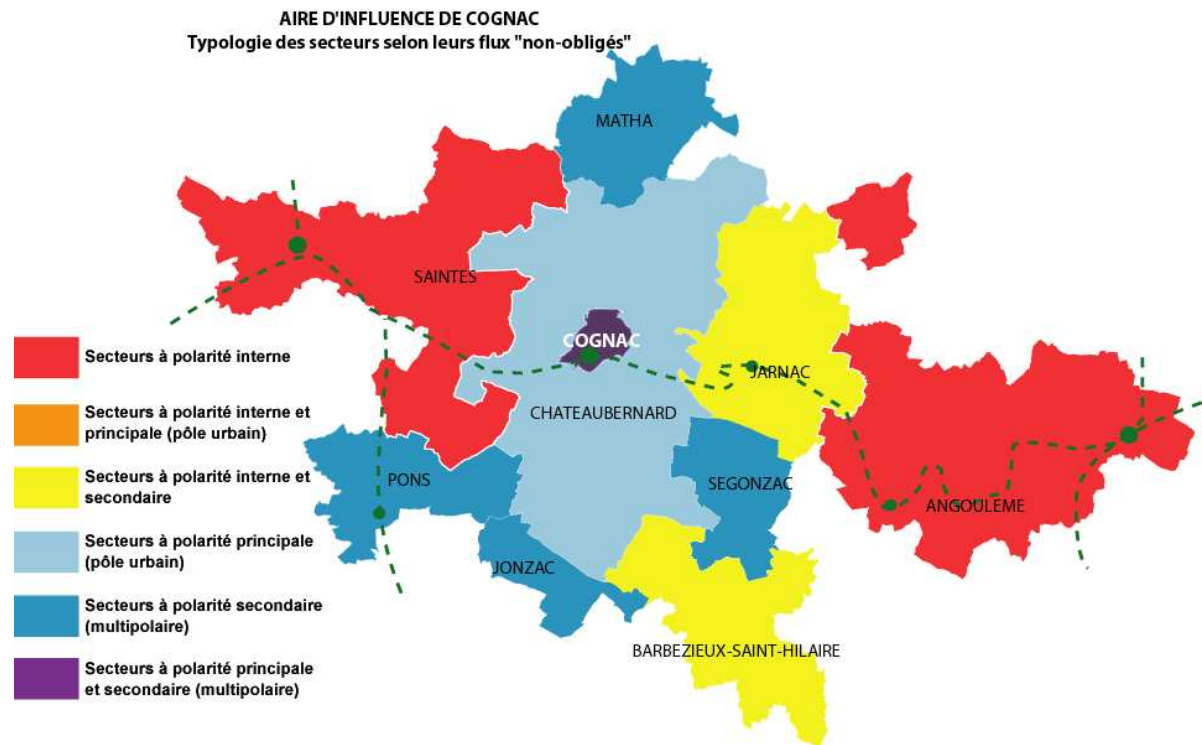 AIRE D'INFLUENCE DE COGNAC
Typologie des secteurs selon leurs flux "non-obligés"
MATHA
SAINTES
COGNAC
JARNAC
CHATEAUBERNARD
PONS
SEGONZAC
ANGOULEME
JONZAC
BARBEZIEUX-SAINT-HILAIRE
Secteurs à polarité interne
Secteurs à polarité interne et
principale (pôle urbain)
Secteurs à polarité interne et
secondaire
Secteurs à polarité principale
(pôle urbain)
Secteurs à polarité secondaire
(multipolaire)
Secteurs à polarité principale
et secondaire (multipolaire)